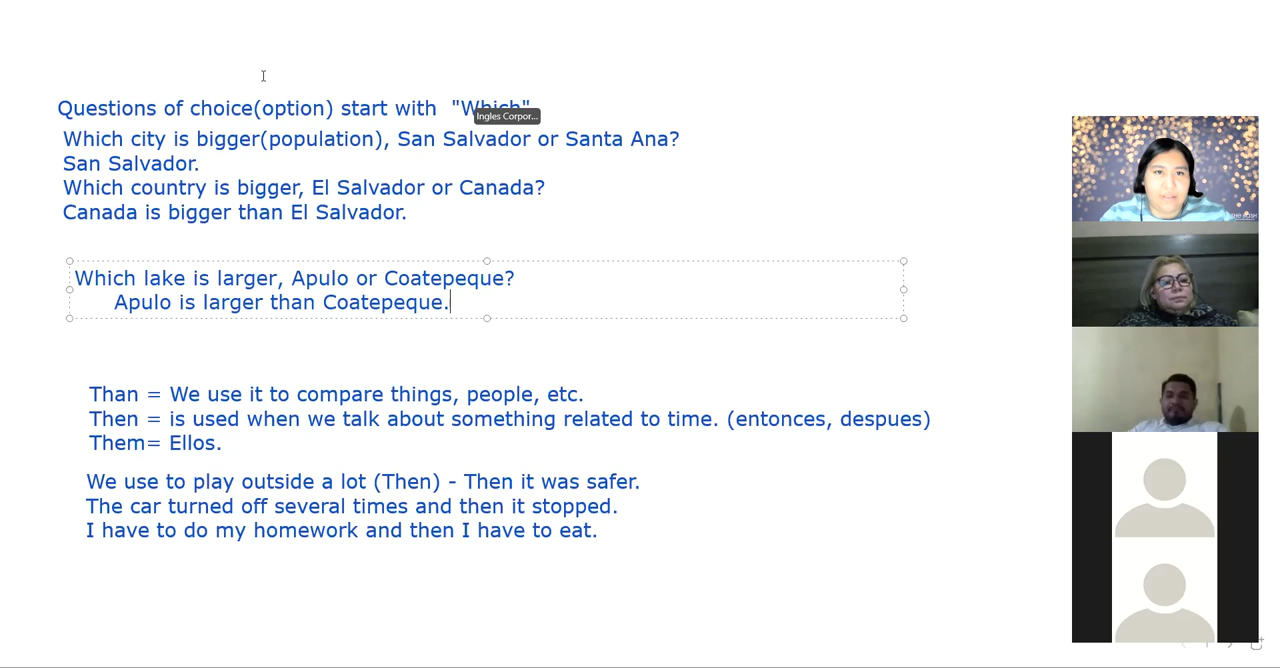 Questions of choice(option) start with "Which"
Ingles Corpor...
Which city is bigger(population), San Salvador or Santa Ana?
San Salvador.
Which country is bigger, El Salvador or Canada?
Canada is bigger than El Salvador.
Which lake is larger, Apulo or Coatepeque?
Apulo is larger than Coatepeque.
Than = We use it to compare things, people, etc.
Then = is used when we talk about something related to time. (entonces, despues)
Them= Ellos.
We use to play outside a lot (Then) - Then it was safer.
The car turned off several times and then it stopped.
I have to do my homework and then I have to eat.